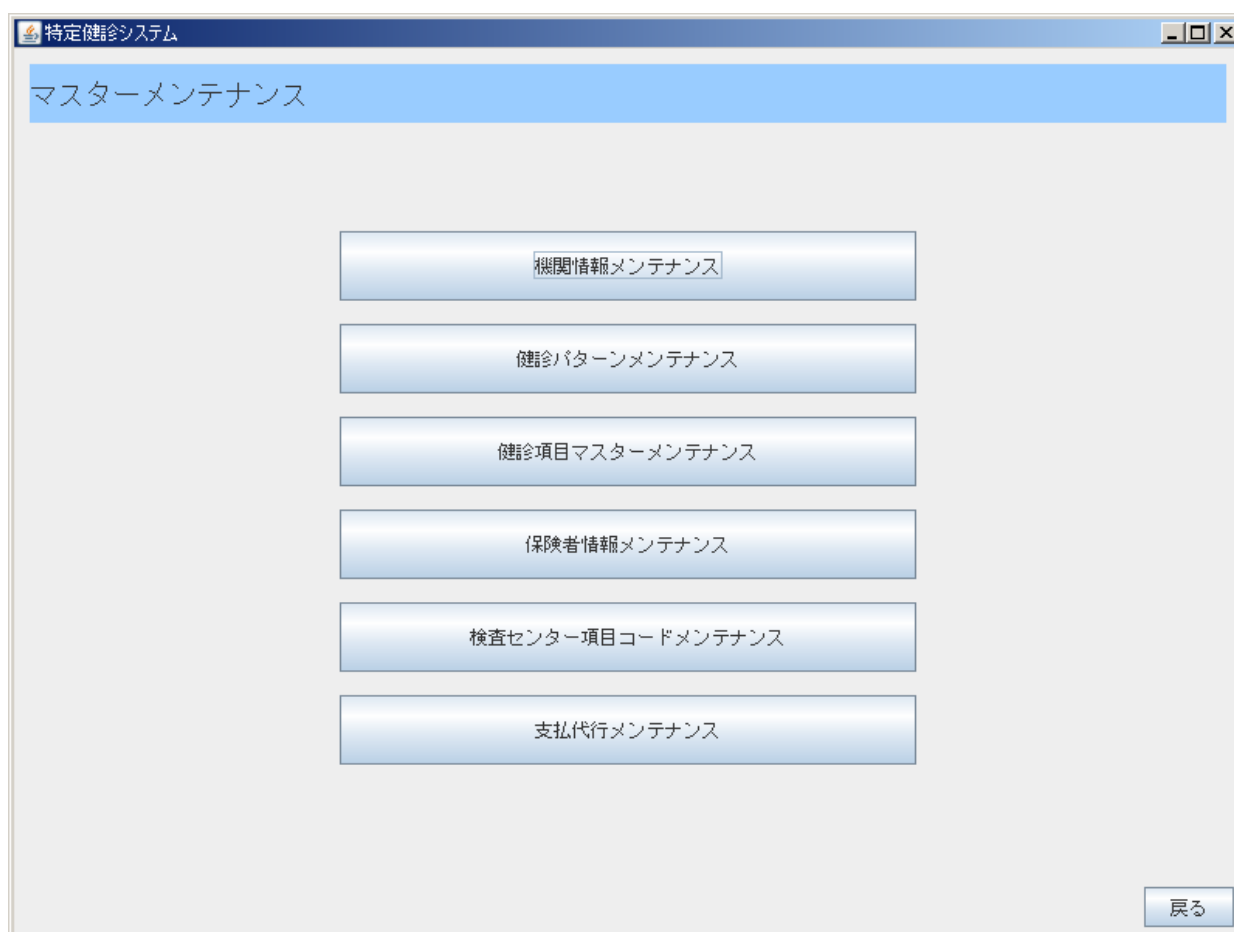 特定健診システム
マスターメンテナンス
機関情報メンテナンス
健診パターンメンテナンス
健診項目マスターメンテナンス
保険者情報メンテナンス
検査センター項目コードメンテナンス
支払代行メンテナンス
戻る